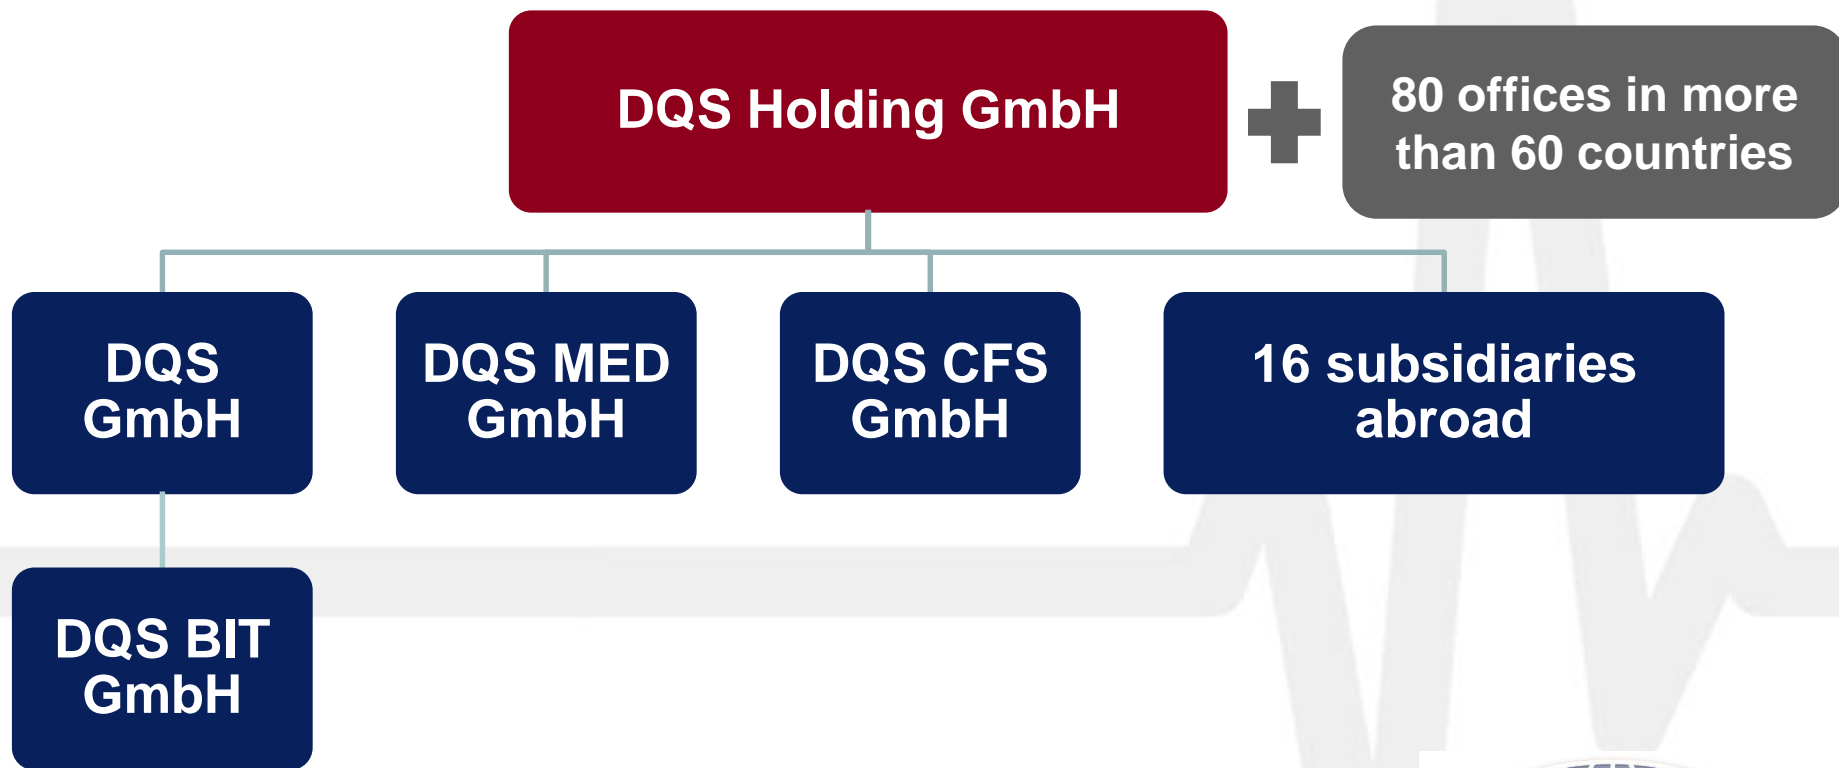 DQS Holding GmbH
80 offices in more
than 60 countries
DQS
GmbH
DQS MED
GmbH
DQS CFS
GmbH
16 subsidiaries
abroad
DQS BIT
GmbH